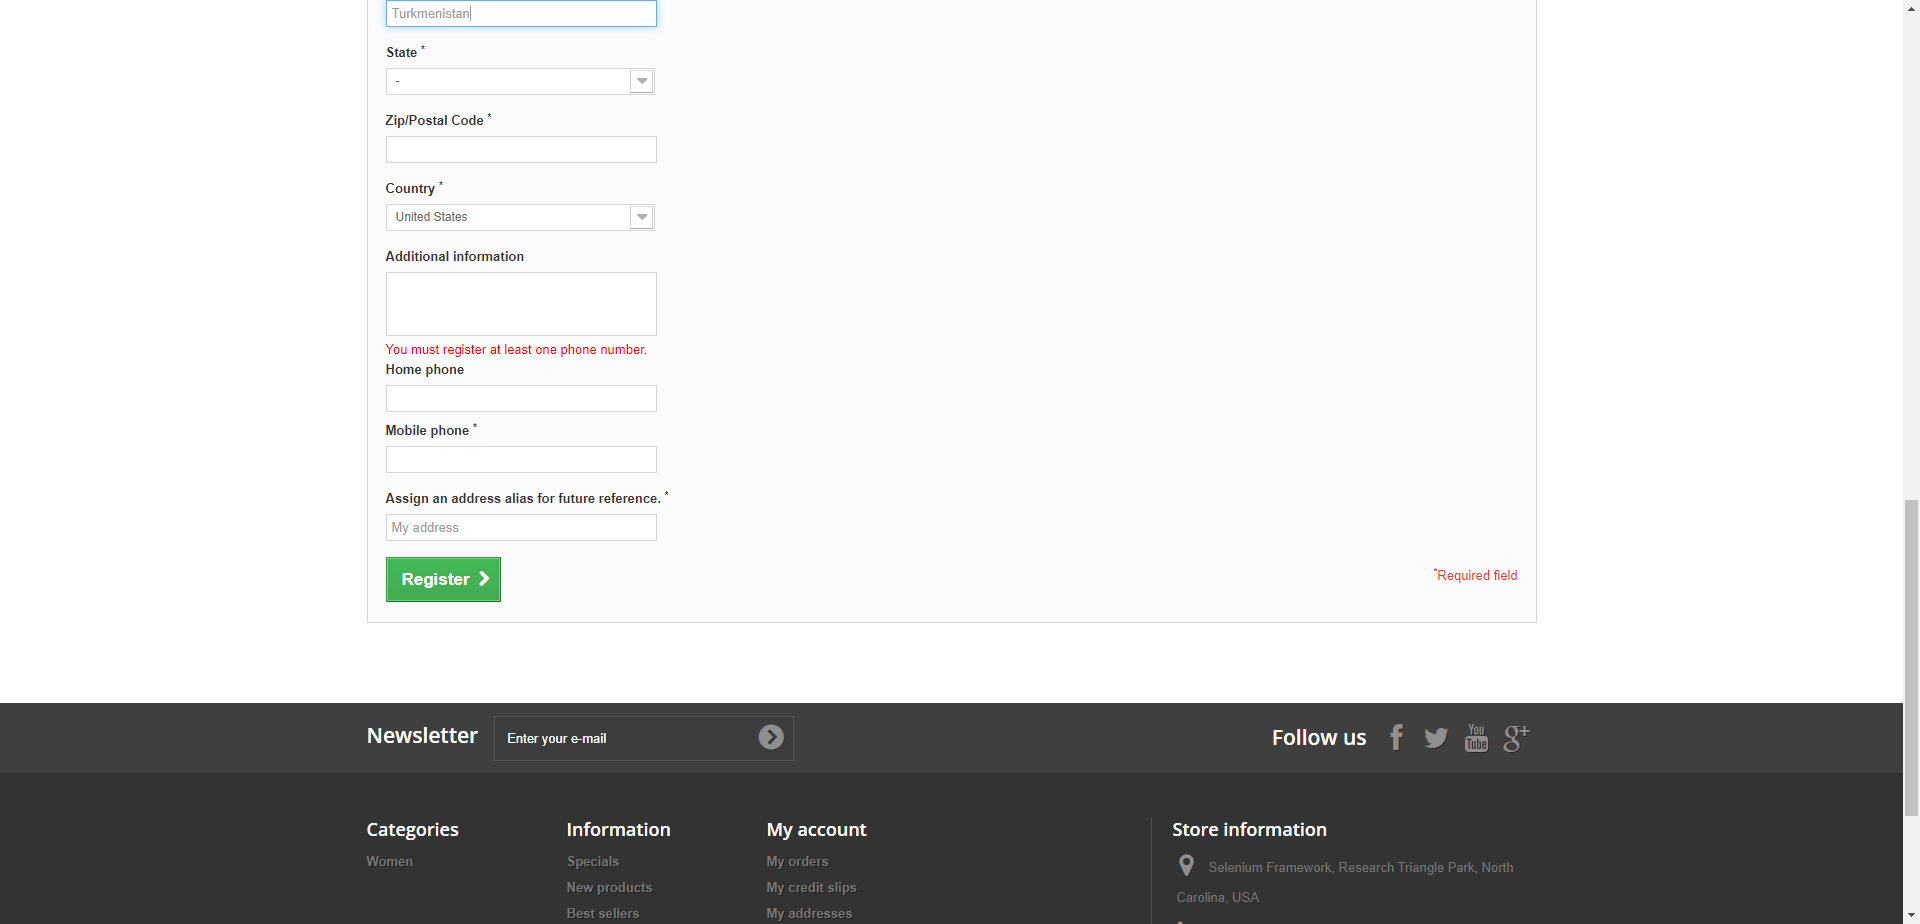 Turkmenistan
State *
-
Zip/Postal Code *
Country *
United States
Additional information
You must register at least one phone number.
Home phone
Mobile phone *
Assign an address alias for future reference. *
My address
Register
*Required field
Newsletter
Enter your e-mail
Follow us
You
Tube
g+
Categories
Women
Information
Specials
New products
Best sellers
My account
My orders
My credit slips
My addresses
Store information
Selenium Framework, Research Triangle Park, North
Carolina, USA